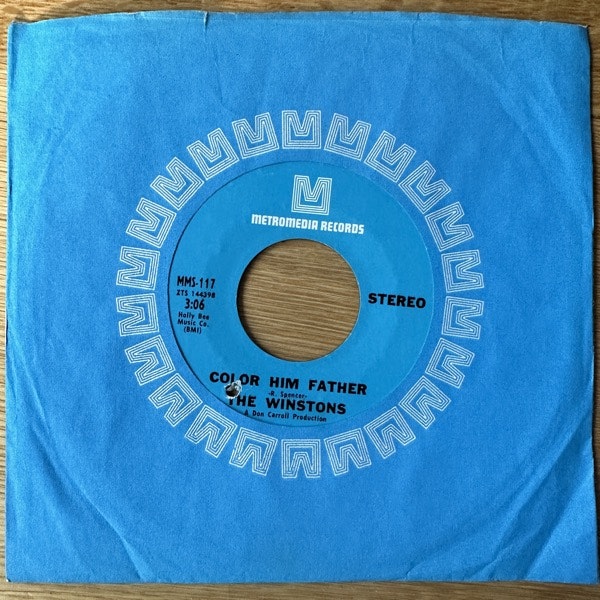 METROMEDIA RECORDS
MMS-117
ZTS 144398
3:06
Holly Bee
Music Co.
(BMI)
STEREO
COLOR HIM FATHER
-R. Spencer-
THE WINSTONS
A Don Carroll Production